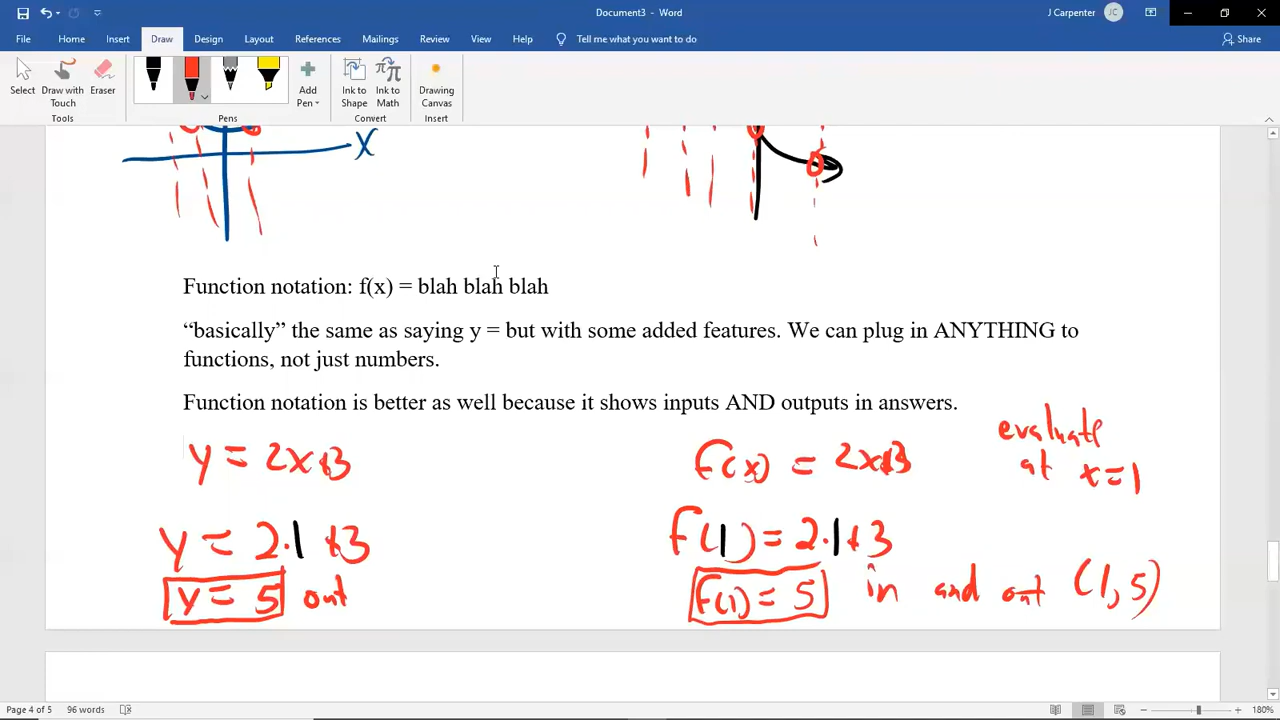 Document3 - Word
J Carpenter JC
File Home Insert Draw Design Layout References Mailings Review View Help Tell me what you want to do Share
Select Draw with Touch Eraser Ink to Shape Ink to Math Add Pen Drawing Canvas
Tools Pens Convert Insert
X
Function notation: f(x) = blah blah blah
“basically” the same as saying y = but with some added features. We can plug in ANYTHING to
functions, not just numbers.
Function notation is better as well because it shows inputs AND outputs in answers.
y = 2x+3 f(x) = 2x+3 evaluate
at x=1
y = 2·1 +3 f(1) = 2·1+3
y = 5 out f(1) = 5 in and out (1,5)
Page 4 of 5 96 words 180%